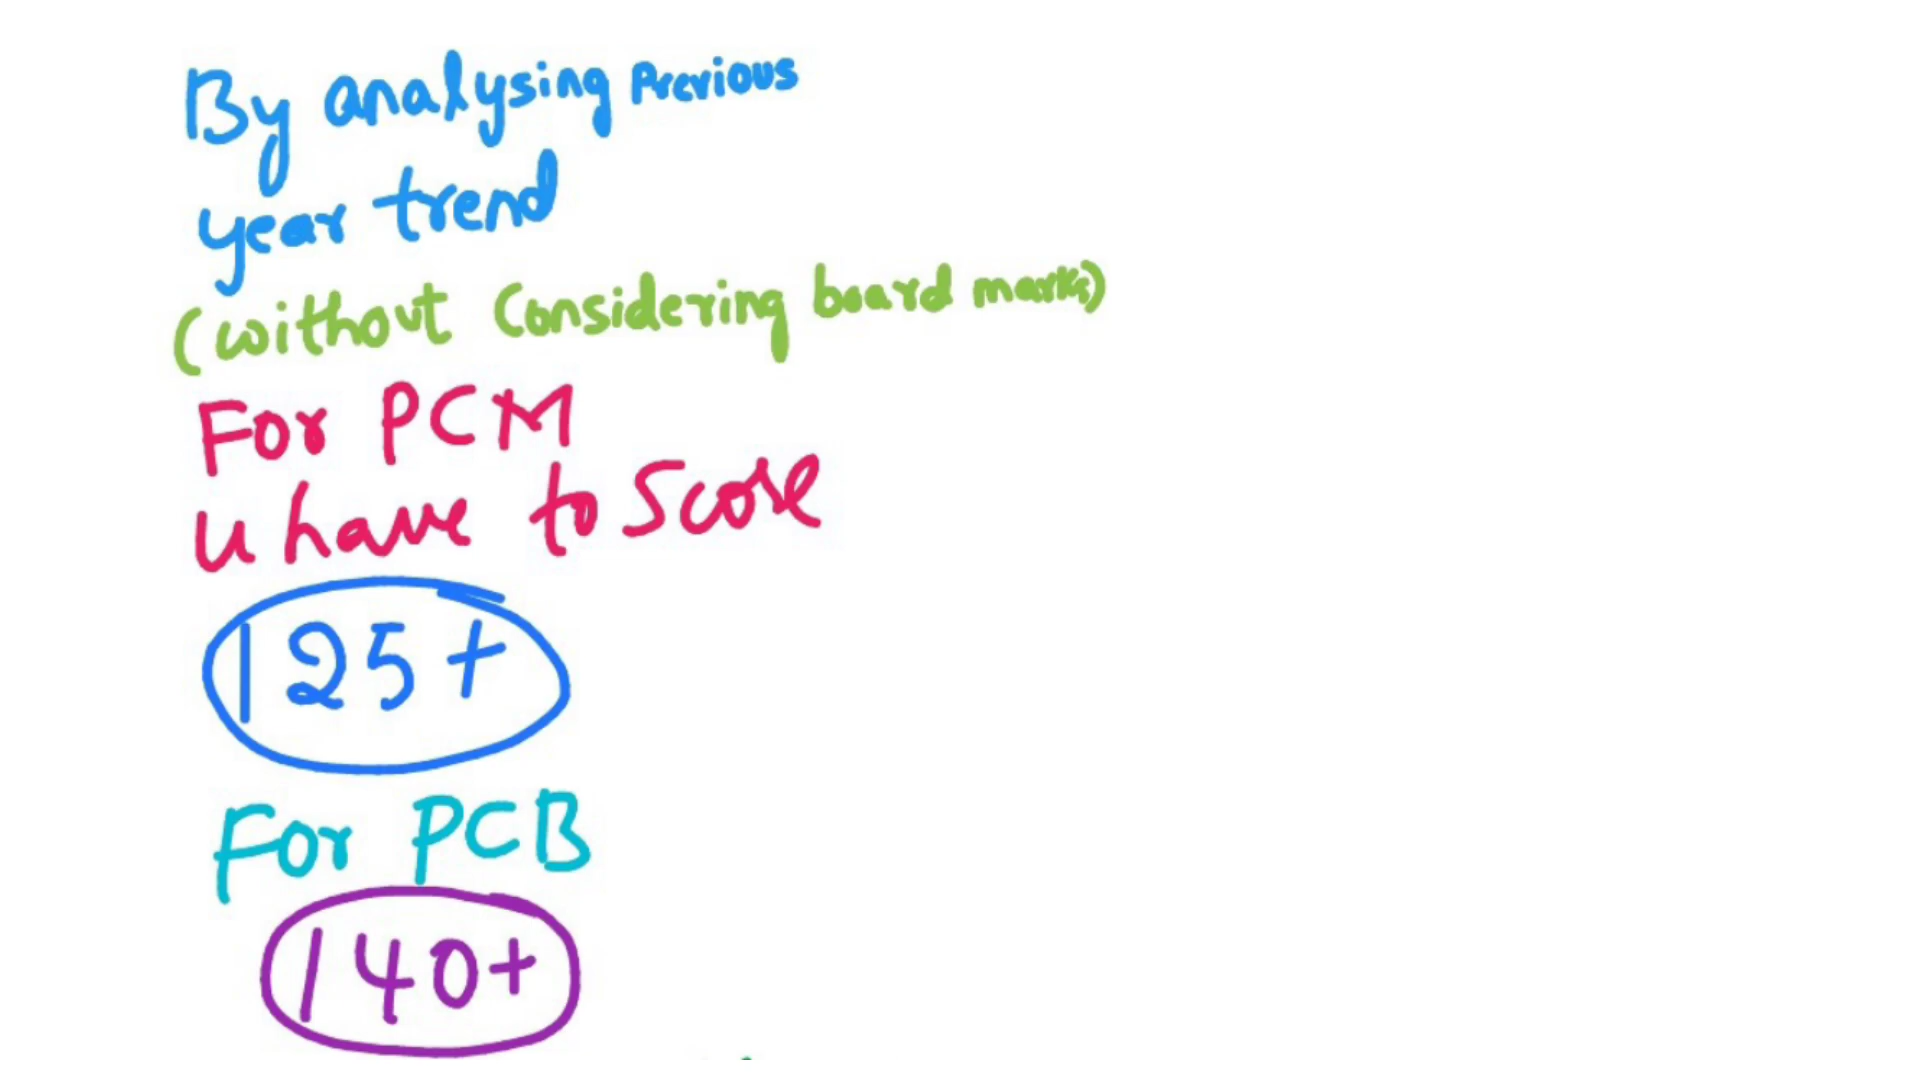 By analysing Previous
year trend
(without Considering board marks)
For PCM
u have to Score
125+
For PCB
140+